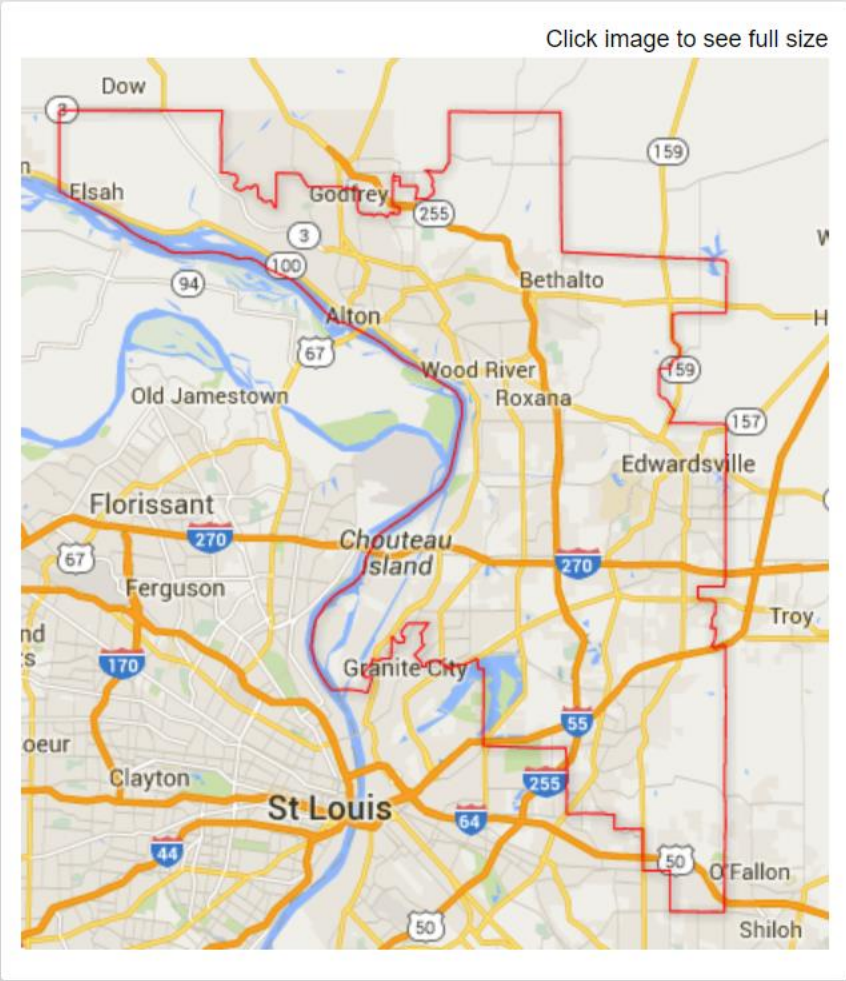 Click image to see full size
Dow
3
159
Elsah
Godfrey
255
3
100
Bethalto
94
Alton
67
H
Wood River
159
Old Jamestown
Roxana
157
Edwardsville
Florissant
270
Chouteau
Island
67
270
Ferguson
Troy
nd
s
170
Granite City
55
oeur
Clayton
255
St Louis
64
44
50
O'Fallon
50
Shiloh